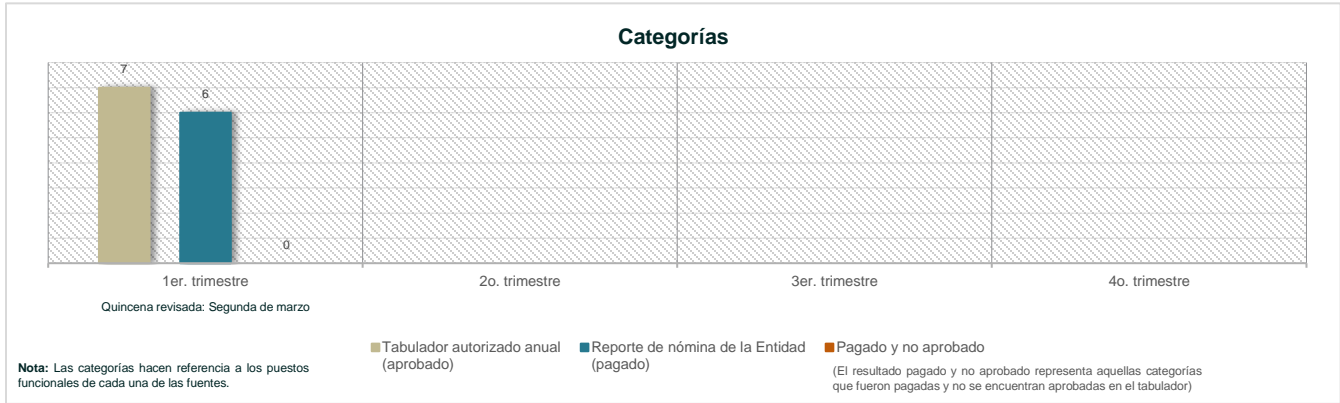 Categorías
7
6
0
1er. trimestre
2o. trimestre
3er. trimestre
4o. trimestre
Quincena revisada: Segunda de marzo
Tabulador autorizado anual
(aprobado)
Reporte de nómina de la Entidad
(pagado)
Pagado y no aprobado
(El resultado pagado y no aprobado representa aquellas categorías
que fueron pagadas y no se encuentran aprobadas en el tabulador)
Nota: Las categorías hacen referencia a los puestos
funcionales de cada una de las fuentes.